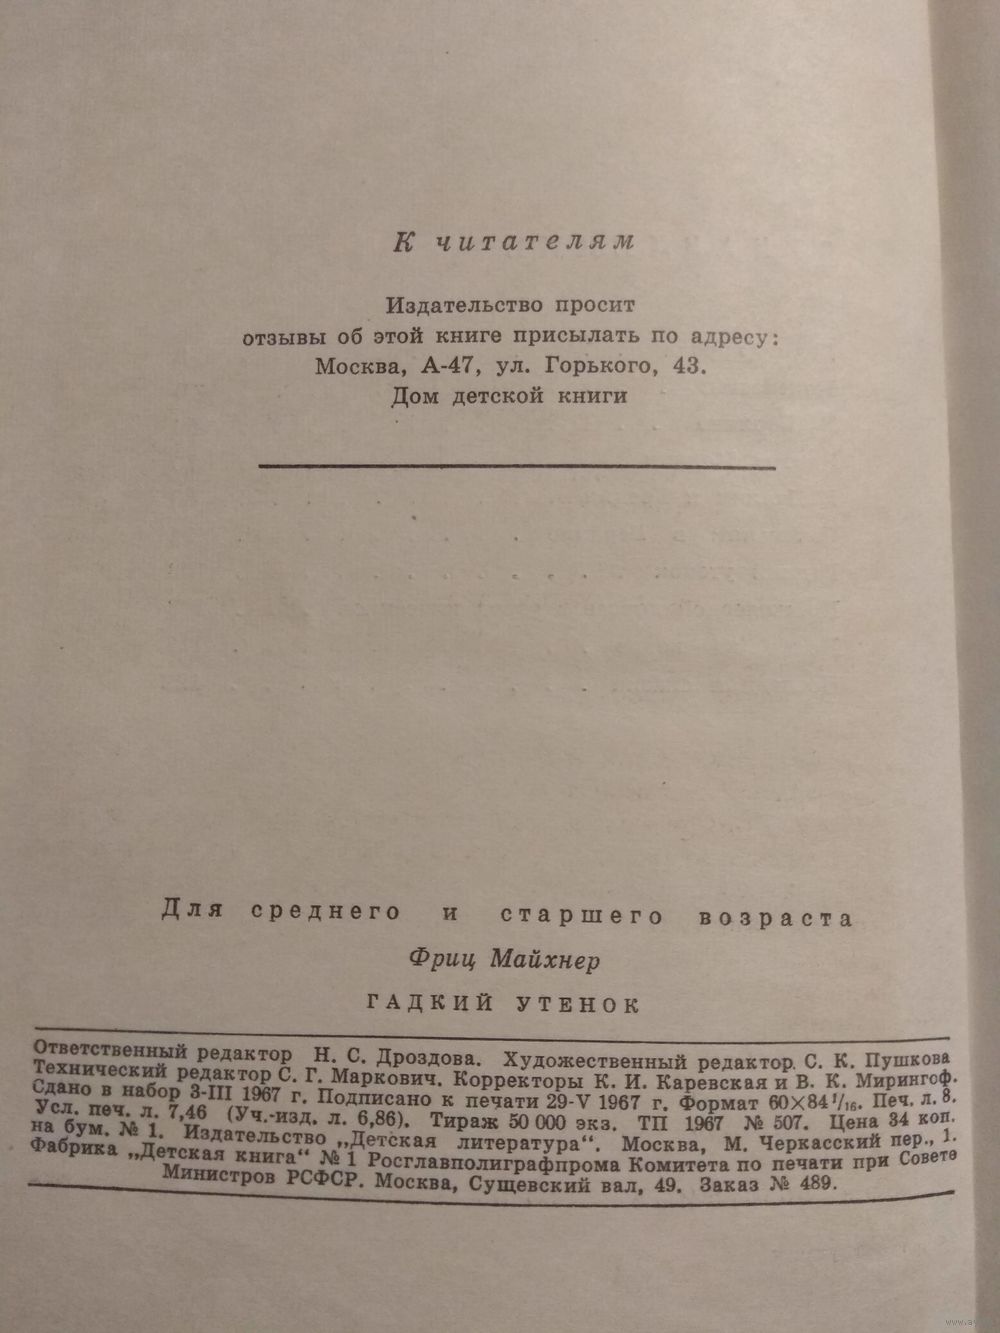 К читателям
Издательство просит
отзывы об этой книге присылать по адресу:
Москва, А-47, ул. Горького, 43.
Дом детской книги
Для среднего и старшего возраста
Фриц Майхнер
ГАДКИЙ УТЕНОК
Ответственный редактор Н. С. Дроздова. Художественный редактор С. К. Пушкова
Технический редактор С. Г. Маркович. Корректоры К. И. Каревская и В. К. Мирингоф.
Сдано в набор 3-III 1967 г. Подписано к печати 29-V 1967 г. Формат 60×84¹/₁₆. Печ. л. 8.
Усл. печ. л. 7,46 (Уч.-изд. л. 6,86). Тираж 50 000 экз. ТП 1967 № 507. Цена 34 коп.
на бум. № 1. Издательство „Детская литература“. Москва, М. Черкасский пер., 1.
Фабрика „Детская книга“ № 1 Росглавполиграфпрома Комитета по печати при Совете
Министров РСФСР. Москва, Сущевский вал, 49. Заказ № 489.